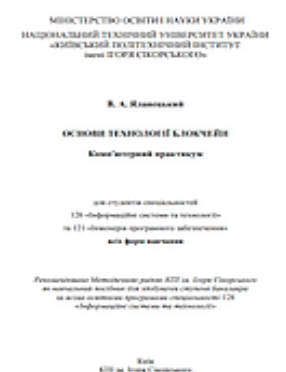 МІНІСТЕРСТВО ОСВІТИ І НАУКИ УКРАЇНИ
НАЦІОНАЛЬНИЙ ТЕХНІЧНИЙ УНІВЕРСИТЕТ УКРАЇНИ
«КИЇВСЬКИЙ ПОЛІТЕХНІЧНИЙ ІНСТИТУТ
імені ІГОРЯ СІКОРСЬКОГО»
В. А.
ОСНОВИ ТЕХНОЛОГІЇ БЛОКЧЕЙН
Комп'ютерний практикум
для студентів спеціальностей
126 «Інформаційні системи та технології»
та 121 «Інженерія програмного забезпечення»
всіх форм навчання
Рекомендовано Методичною радою КПІ ім. Ігоря Сікорського
як навчальний посібник для здобувачів ступеня бакалавра
за всіма освітніми програмами спеціальності 126
«Інформаційні системи та технології»
Київ
КПІ ім. Ігоря Сікорського